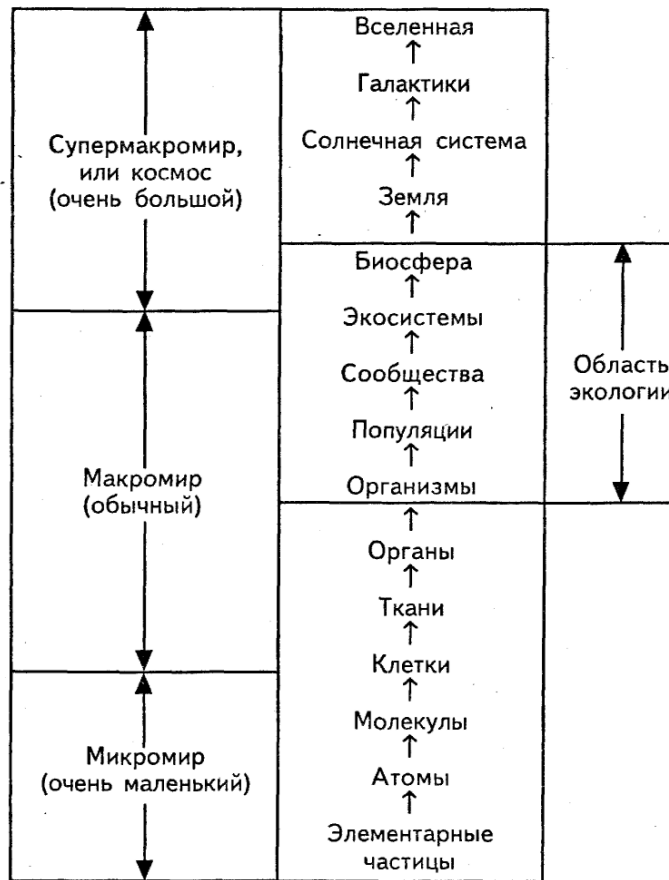 Супермакромир,
или космос
(очень большой)
Макромир
(обычный)
Микромир
(очень маленький)
Вселенная
Галактики
Солнечная система
Земля
Биосфера
Экосистемы
Сообщества
Популяции
Организмы
Органы
Ткани
Клетки
Молекулы
Атомы
Элементарные
частицы
Область
экологии